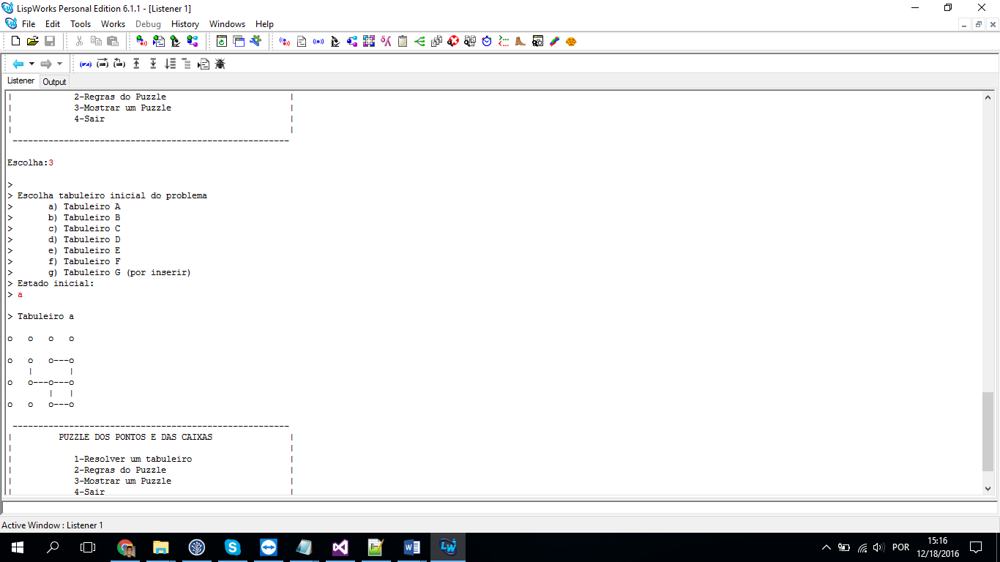 LispWorks Personal Edition 6.1.1 - [Listener 1]
File Edit Tools Works Debug History Windows Help
Listener Output
| 2-Regras do Puzzle |
| 3-Mostrar um Puzzle |
| 4-Sair |
| |
------------------------------------------------------
Escolha:3
>
> Escolha tabuleiro inicial do problema
> a) Tabuleiro A
> b) Tabuleiro B
> c) Tabuleiro C
> d) Tabuleiro D
> e) Tabuleiro E
> f) Tabuleiro F
> g) Tabuleiro G (por inserir)
> Estado inicial:
> a
> Tabuleiro a
o   o   o   o
o   o   o---o
    |       |
o   o---o---o
        |   |
o   o   o---o
------------------------------------------------------
| PUZZLE DOS PONTOS E DAS CAIXAS |
| |
| 1-Resolver um tabuleiro |
| 2-Regras do Puzzle |
| 3-Mostrar um Puzzle |
| 4-Sair |
Active Window : Listener 1
POR
15:16
12/18/2016